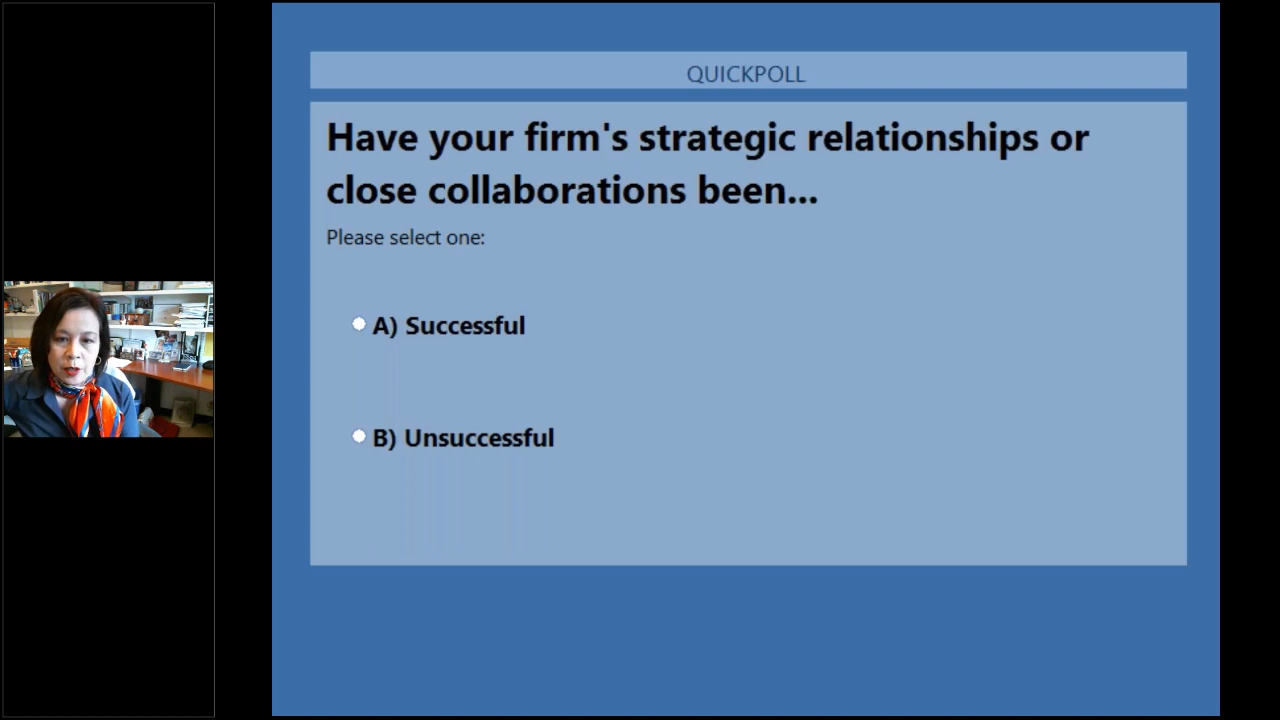 QUICKPOLL
Have your firm's strategic relationships or
close collaborations been...
Please select one:
A) Successful
B) Unsuccessful